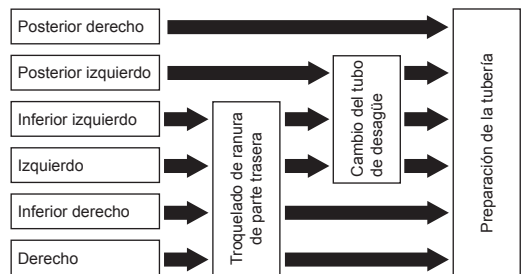 Posterior derecho
Posterior izquierdo
Inferior izquierdo
Izquierdo
Inferior derecho
Derecho
Troquelado de ranura
de parte trasera
Cambio del tubo
de desagüe
Preparación de la tubería